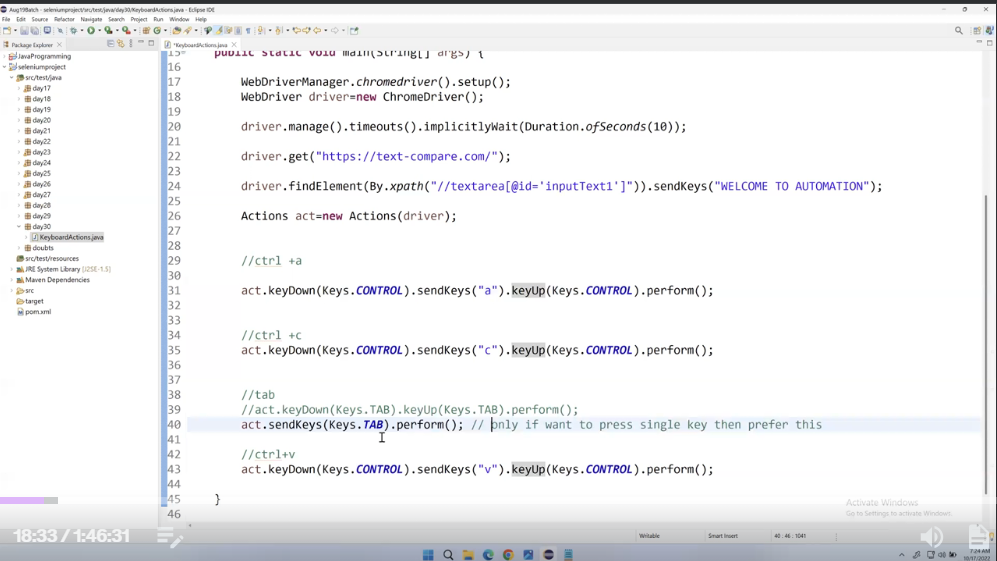 Aug19Batch - seleniumproject/src/test/java/day30/KeyboardActions.java - Eclipse IDE
File Edit Source Refactor Navigate Search Project Run Window Help
Package Explorer
*KeyboardActions.java
JavaProgramming
seleniumproject
src/test/java
day17
day18
day19
day20
day21
day22
day23
day24
day25
day26
day27
day28
day29
day30
KeyboardActions.java
doubts
src/test/resources
JRE System Library [J2SE-1.5]
Maven Dependencies
src
target
pom.xml
15 public static void main(String[] args) {
16
17 WebDriverManager.chromedriver().setup();
18 WebDriver driver=new ChromeDriver();
19
20 driver.manage().timeouts().implicitlyWait(Duration.ofSeconds(10));
21
22 driver.get("https://text-compare.com/");
23
24 driver.findElement(By.xpath("//textarea[@id='inputText1']")).sendKeys("WELCOME TO AUTOMATION");
25
26 Actions act=new Actions(driver);
27
28
29 //ctrl +a
30
31 act.keyDown(Keys.CONTROL).sendKeys("a").keyUp(Keys.CONTROL).perform();
32
33
34 //ctrl +c
35 act.keyDown(Keys.CONTROL).sendKeys("c").keyUp(Keys.CONTROL).perform();
36
37
38 //tab
39 //act.keyDown(Keys.TAB).keyUp(Keys.TAB).perform();
40 act.sendKeys(Keys.TAB).perform(); // only if want to press single key then prefer this
41
42 //ctrl+v
43 act.keyDown(Keys.CONTROL).sendKeys("v").keyUp(Keys.CONTROL).perform();
44
45 }
46
Activate Windows
Go to Settings to activate Windows.
18:33 / 1:46:31
Writable Smart Insert 40 : 46 : 1041
7:24 AM
10/17/2022